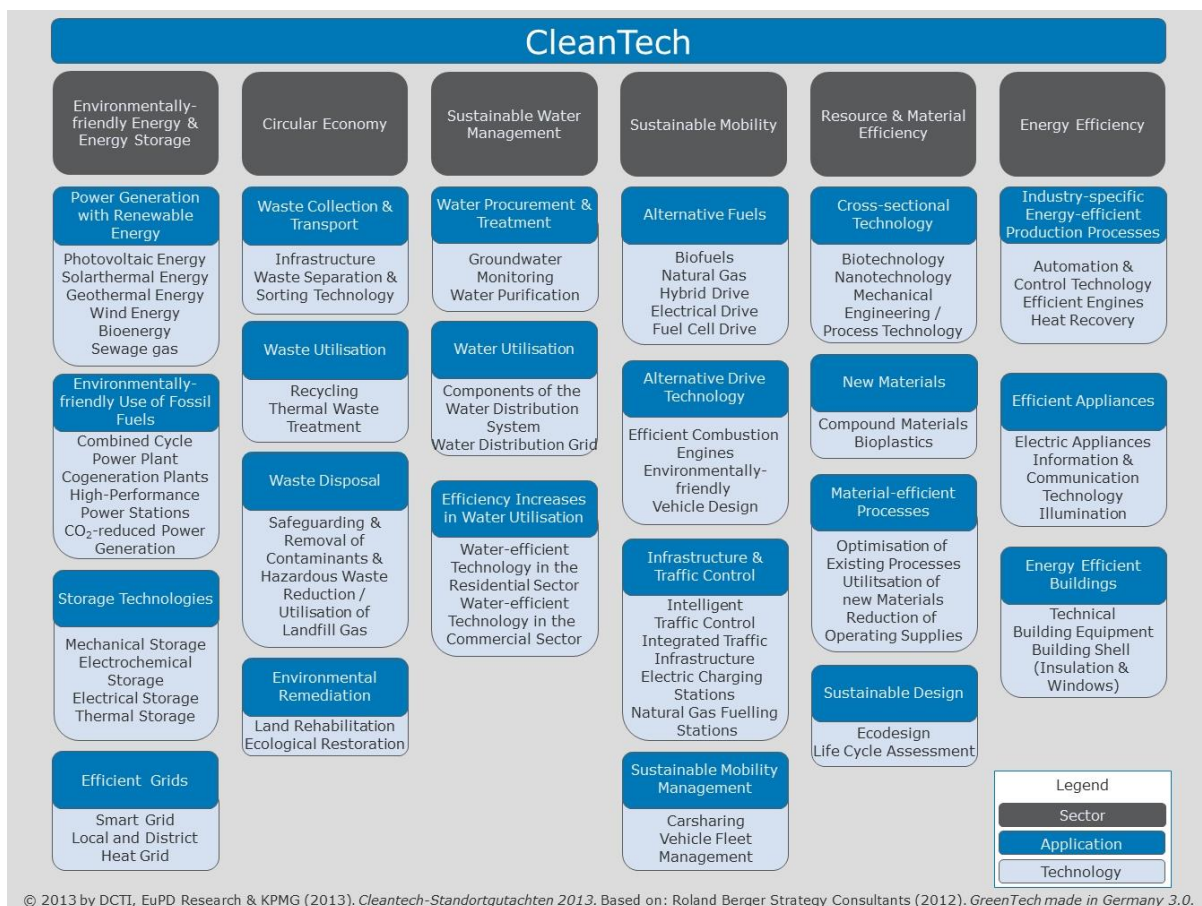 CleanTech
Environmentally-
friendly Energy &
Energy Storage
Power Generation
with Renewable
Energy
Photovoltaic Energy
Solarthermal Energy
Geothermal Energy
Wind Energy
Bioenergy
Sewage gas
Environmentally-
friendly Use of Fossil
Fuels
Combined Cycle
Power Plant
Cogeneration Plants
High-Performance
Power Stations
CO₂-reduced Power
Generation
Storage Technologies
Mechanical Storage
Electrochemical
Storage
Electrical Storage
Thermal Storage
Efficient Grids
Smart Grid
Local and District
Heat Grid
Circular Economy
Waste Collection &
Transport
Infrastructure
Waste Separation &
Sorting Technology
Waste Utilisation
Recycling
Thermal Waste
Treatment
Waste Disposal
Safeguarding &
Removal of
Contaminants &
Hazardous Waste
Reduction /
Utilisation of
Landfill Gas
Environmental
Remediation
Land Rehabilitation
Ecological Restoration
Sustainable Water
Management
Water Procurement &
Treatment
Groundwater
Monitoring
Water Purification
Water Utilisation
Components of the
Water Distribution
System
Water Distribution Grid
Efficiency Increases
in Water Utilisation
Water-efficient
Technology in the
Residential Sector
Water-efficient
Technology in the
Commercial Sector
Sustainable Mobility
Alternative Fuels
Biofuels
Natural Gas
Hybrid Drive
Electrical Drive
Fuel Cell Drive
Alternative Drive
Technology
Efficient Combustion
Engines
Environmentally-
friendly
Vehicle Design
Infrastructure &
Traffic Control
Intelligent
Traffic Control
Integrated Traffic
Infrastructure
Electric Charging
Stations
Natural Gas Fuelling
Stations
Sustainable Mobility
Management
Carsharing
Vehicle Fleet
Management
Resource & Material
Efficiency
Cross-sectional
Technology
Biotechnology
Nanotechnology
Mechanical
Engineering /
Process Technology
New Materials
Compound Materials
Bioplastics
Material-efficient
Processes
Optimisation of
Existing Processes
Utilitsation of
new Materials
Reduction of
Operating Supplies
Sustainable Design
Ecodesign
Life Cycle Assessment
Energy Efficiency
Industry-specific
Energy-efficient
Production Processes
Automation &
Control Technology
Efficient Engines
Heat Recovery
Efficient Appliances
Electric Appliances
Information &
Communication
Technology
Illumination
Energy Efficient
Buildings
Technical
Building Equipment
Building Shell
(Insulation &
Windows)
Legend
Sector
Application
Technology
© 2013 by DCTI, EuPD Research & KPMG (2013). Cleantech-Standortgutachten 2013. Based on: Roland Berger Strategy Consultants (2012). GreenTech made in Germany 3.0.